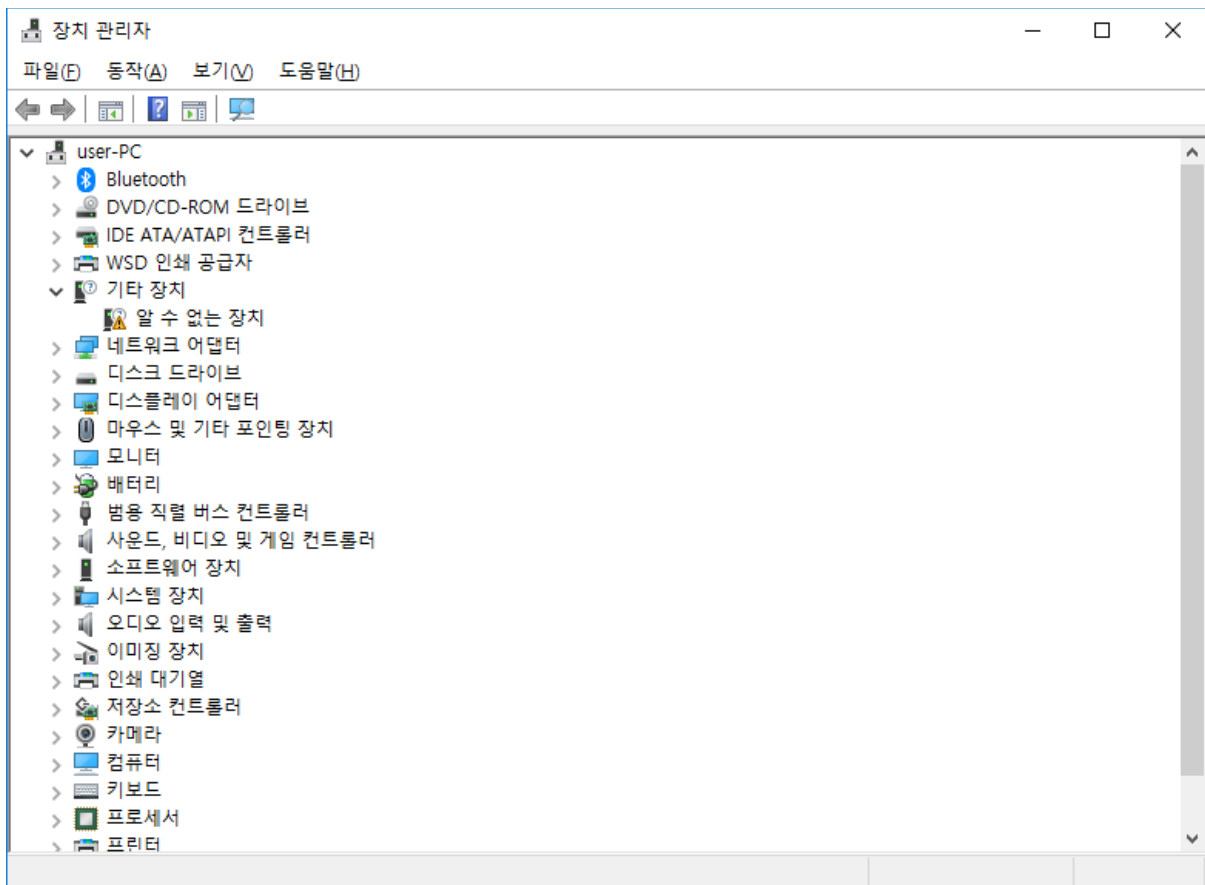 장치 관리자
파일(F) 동작(A) 보기(V) 도움말(H)
user-PC
Bluetooth
DVD/CD-ROM 드라이브
IDE ATA/ATAPI 컨트롤러
WSD 인쇄 공급자
기타 장치
알 수 없는 장치
네트워크 어댑터
디스크 드라이브
디스플레이 어댑터
마우스 및 기타 포인팅 장치
모니터
배터리
범용 직렬 버스 컨트롤러
사운드, 비디오 및 게임 컨트롤러
소프트웨어 장치
시스템 장치
오디오 입력 및 출력
이미징 장치
인쇄 대기열
저장소 컨트롤러
카메라
컴퓨터
키보드
프로세서
프린터